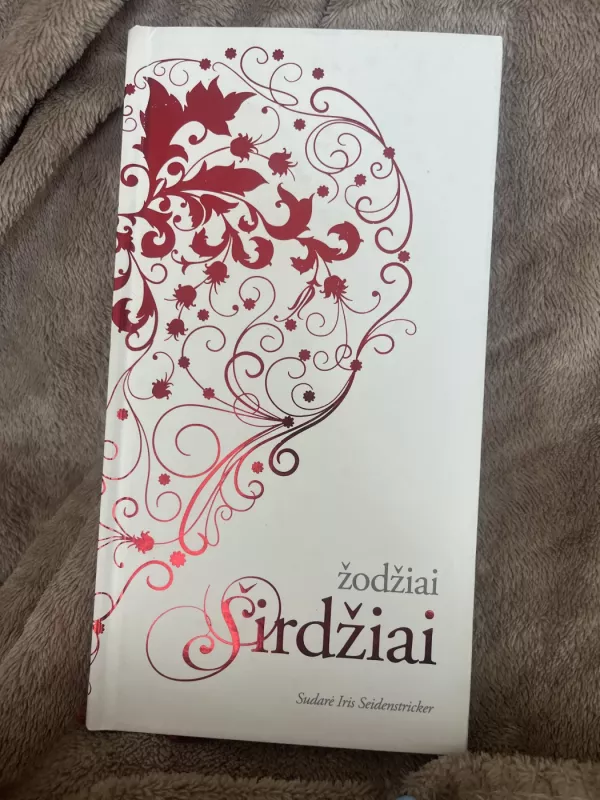 žodžiai
Širdžiai
Sudarė Iris Seidenstricker